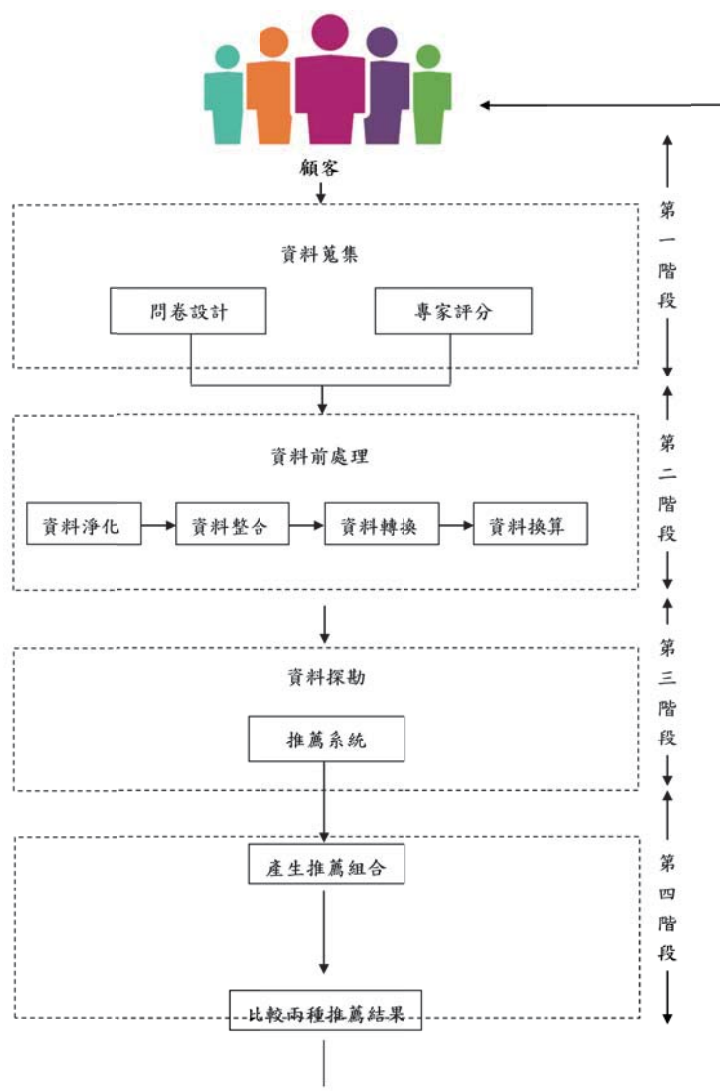 顧客
資料蒐集
問卷設計
專家評分
第一階段
資料前處理
資料淨化
資料整合
資料轉換
資料換算
第二階段
資料探勘
推薦系統
第三階段
產生推薦組合
比較兩種推薦結果
第四階段